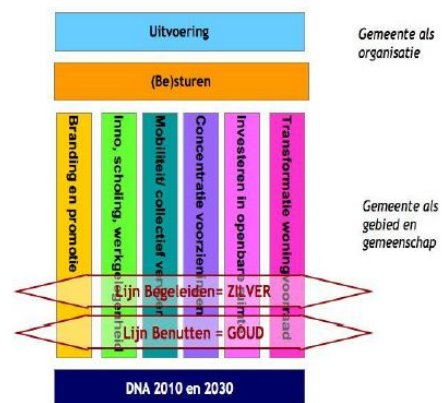 Uitvoering
Gemeente als
organisatie
(Be)sturen
Branding en promotie
Inno, scholing, werkgelegenheid
Mobiliteit/ collectief vervoer
Concentratie voorzieningen
Investeren in openbare ruimte
Transformatie woningvoorraad
Gemeente als
gebied en
gemeenschap
Lijn Begeleiden= ZILVER
Lijn Benutten = GOUD
DNA 2010 en 2030